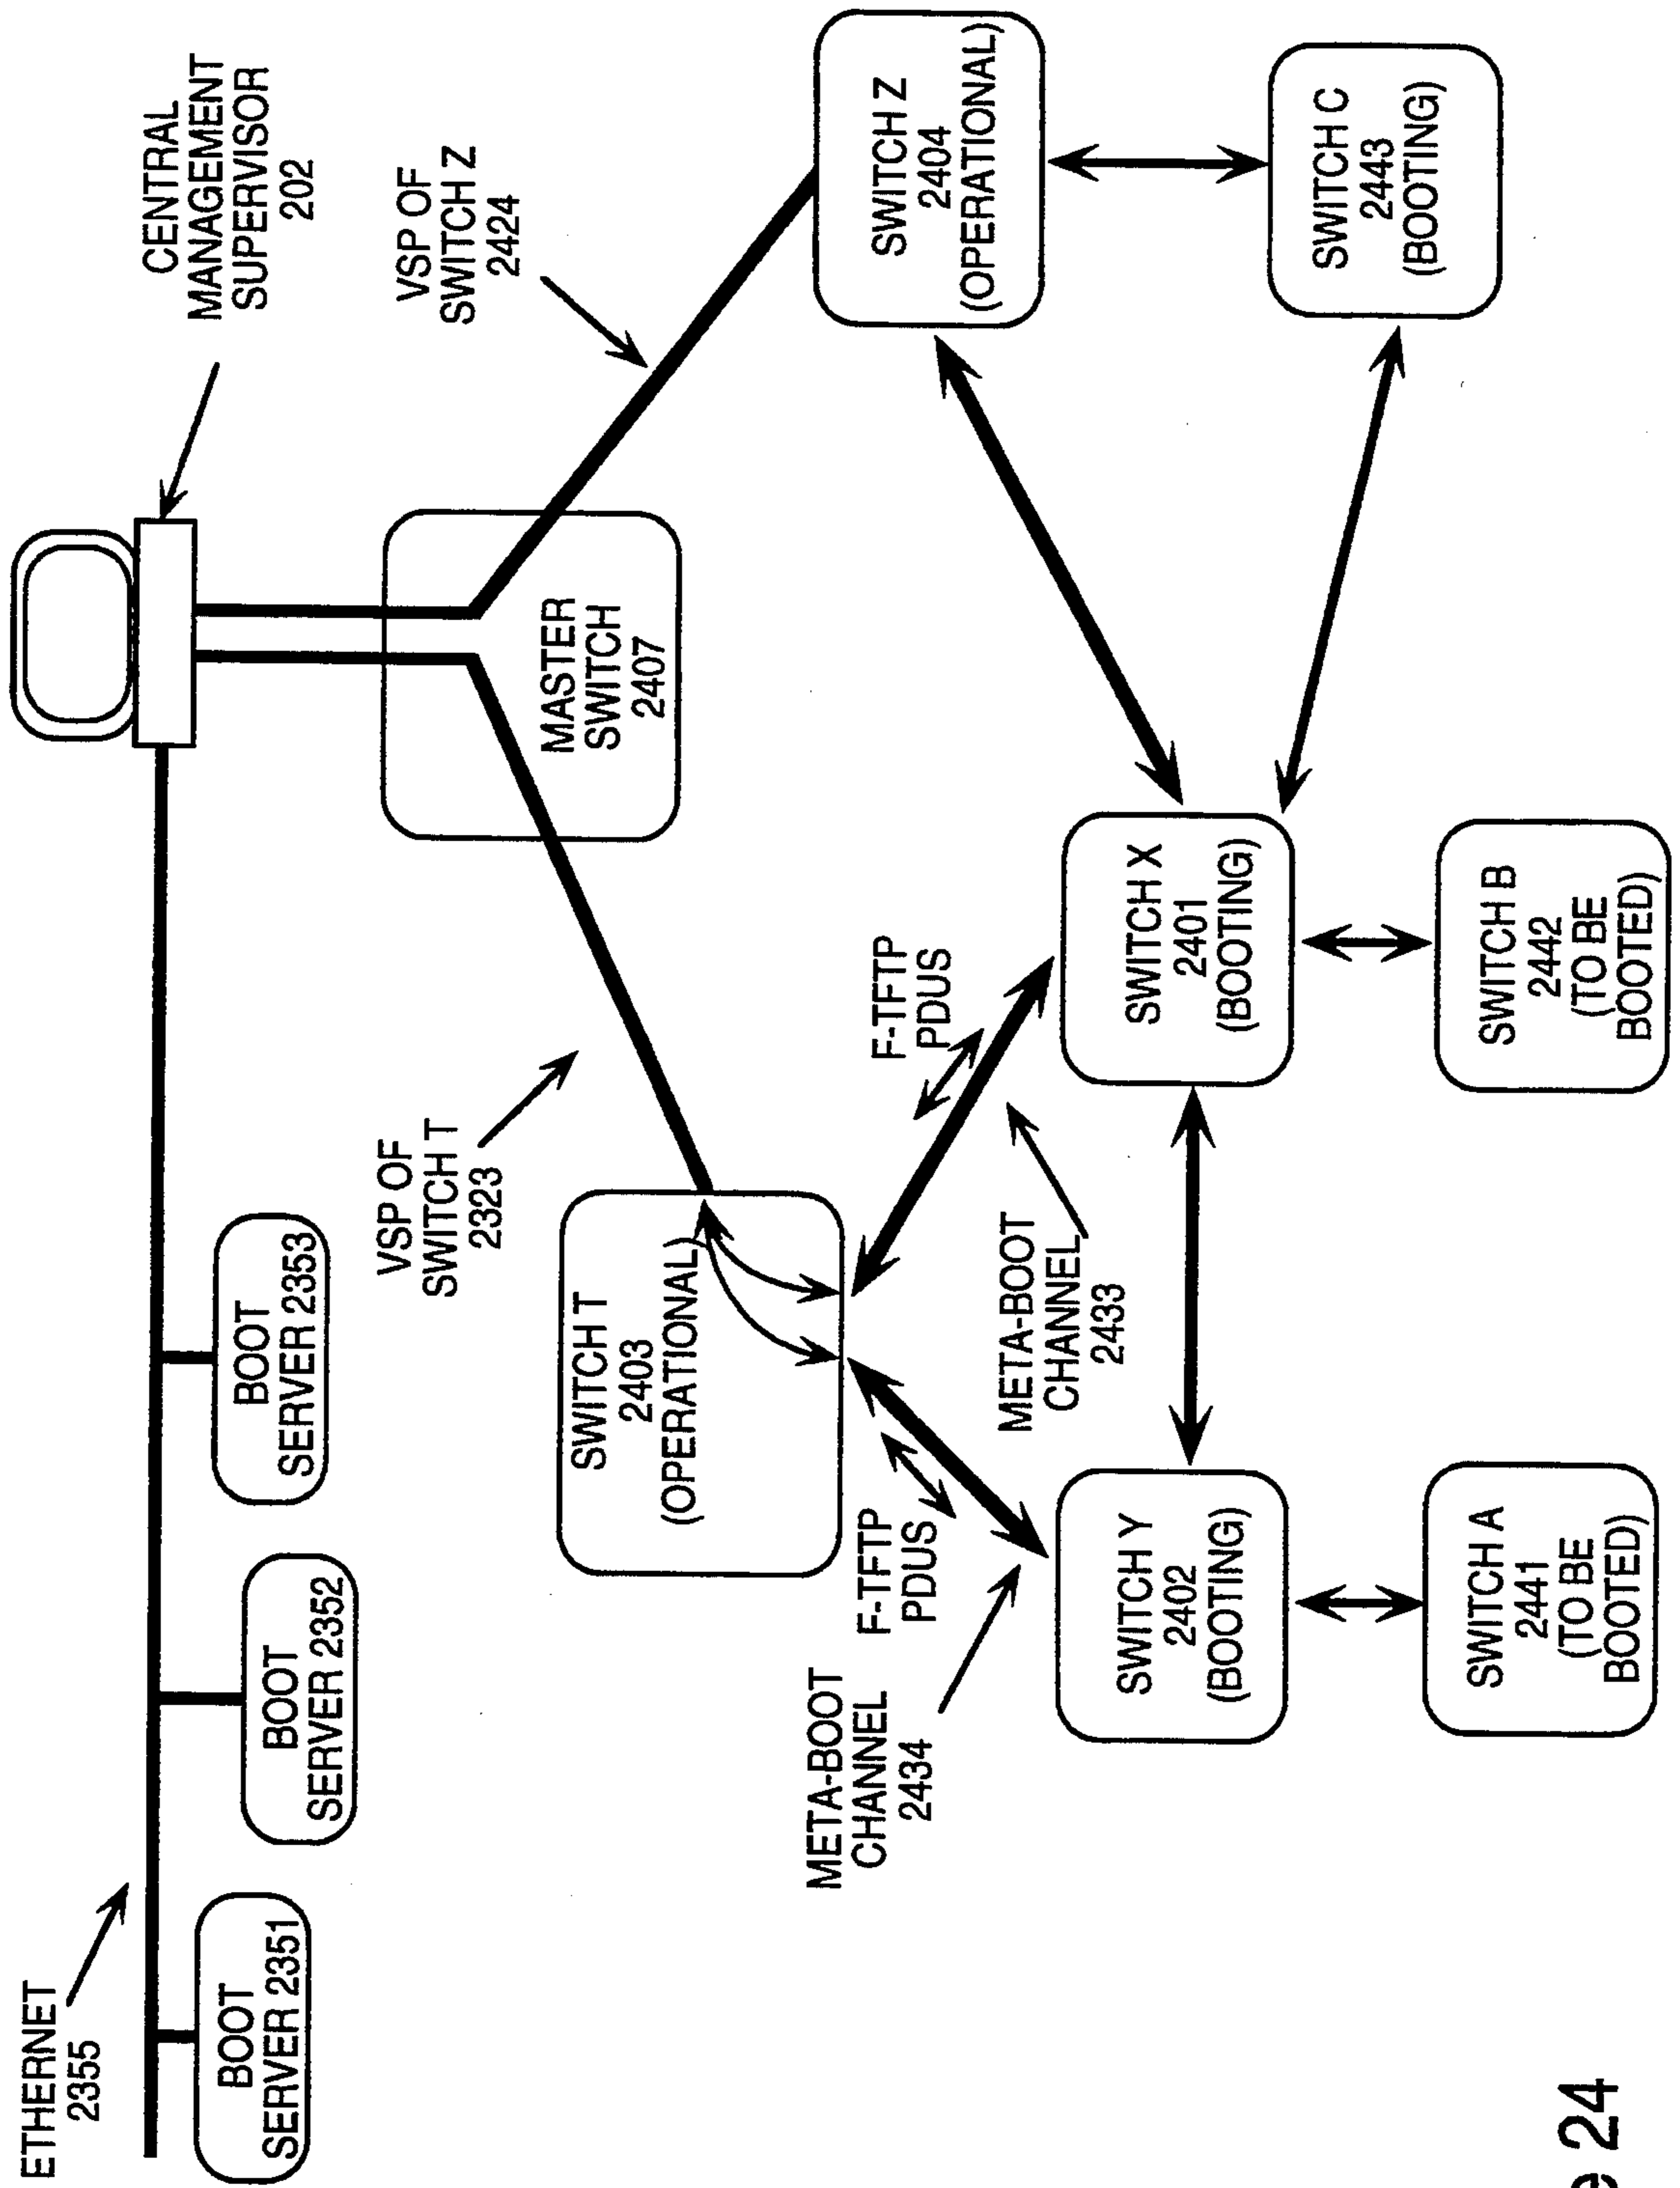 ETHERNET
2355
BOOT
SERVER 2351
BOOT
SERVER 2352
BOOT
SERVER 2353
CENTRAL
MANAGEMENT
SUPERVISOR
202
VSP OF
SWITCH T
2323
VSP OF
SWITCH Z
2424
MASTER
SWITCH
2407
SWITCH T
2403
(OPERATIONAL)
SWITCH Z
2404
(OPERATIONAL)
META-BOOT
CHANNEL
2434
F-TFTP
PDUS
META-BOOT
CHANNEL
2433
F-TFTP
PDUS
SWITCH Y
2402
(BOOTING)
SWITCH X
2401
(BOOTING)
SWITCH C
2443
(BOOTING)
SWITCH A
2441
(TO BE
BOOTED)
SWITCH B
2442
(TO BE
BOOTED)
24